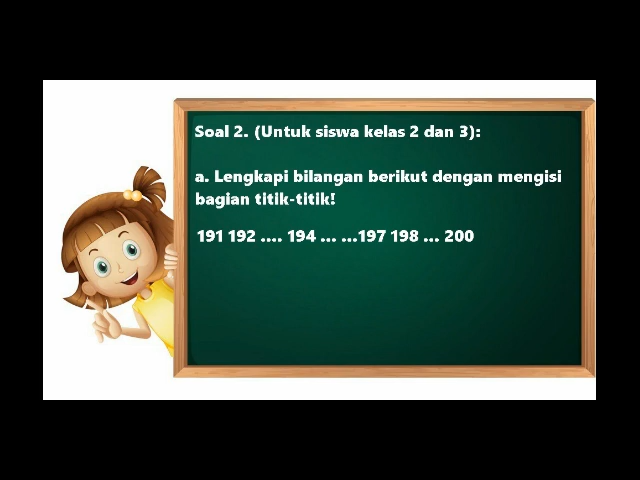 Soal 2. (Untuk siswa kelas 2 dan 3):
a. Lengkapi bilangan berikut dengan mengisi
bagian titik-titik!
191 192 .... 194 ... ...197 198 ... 200